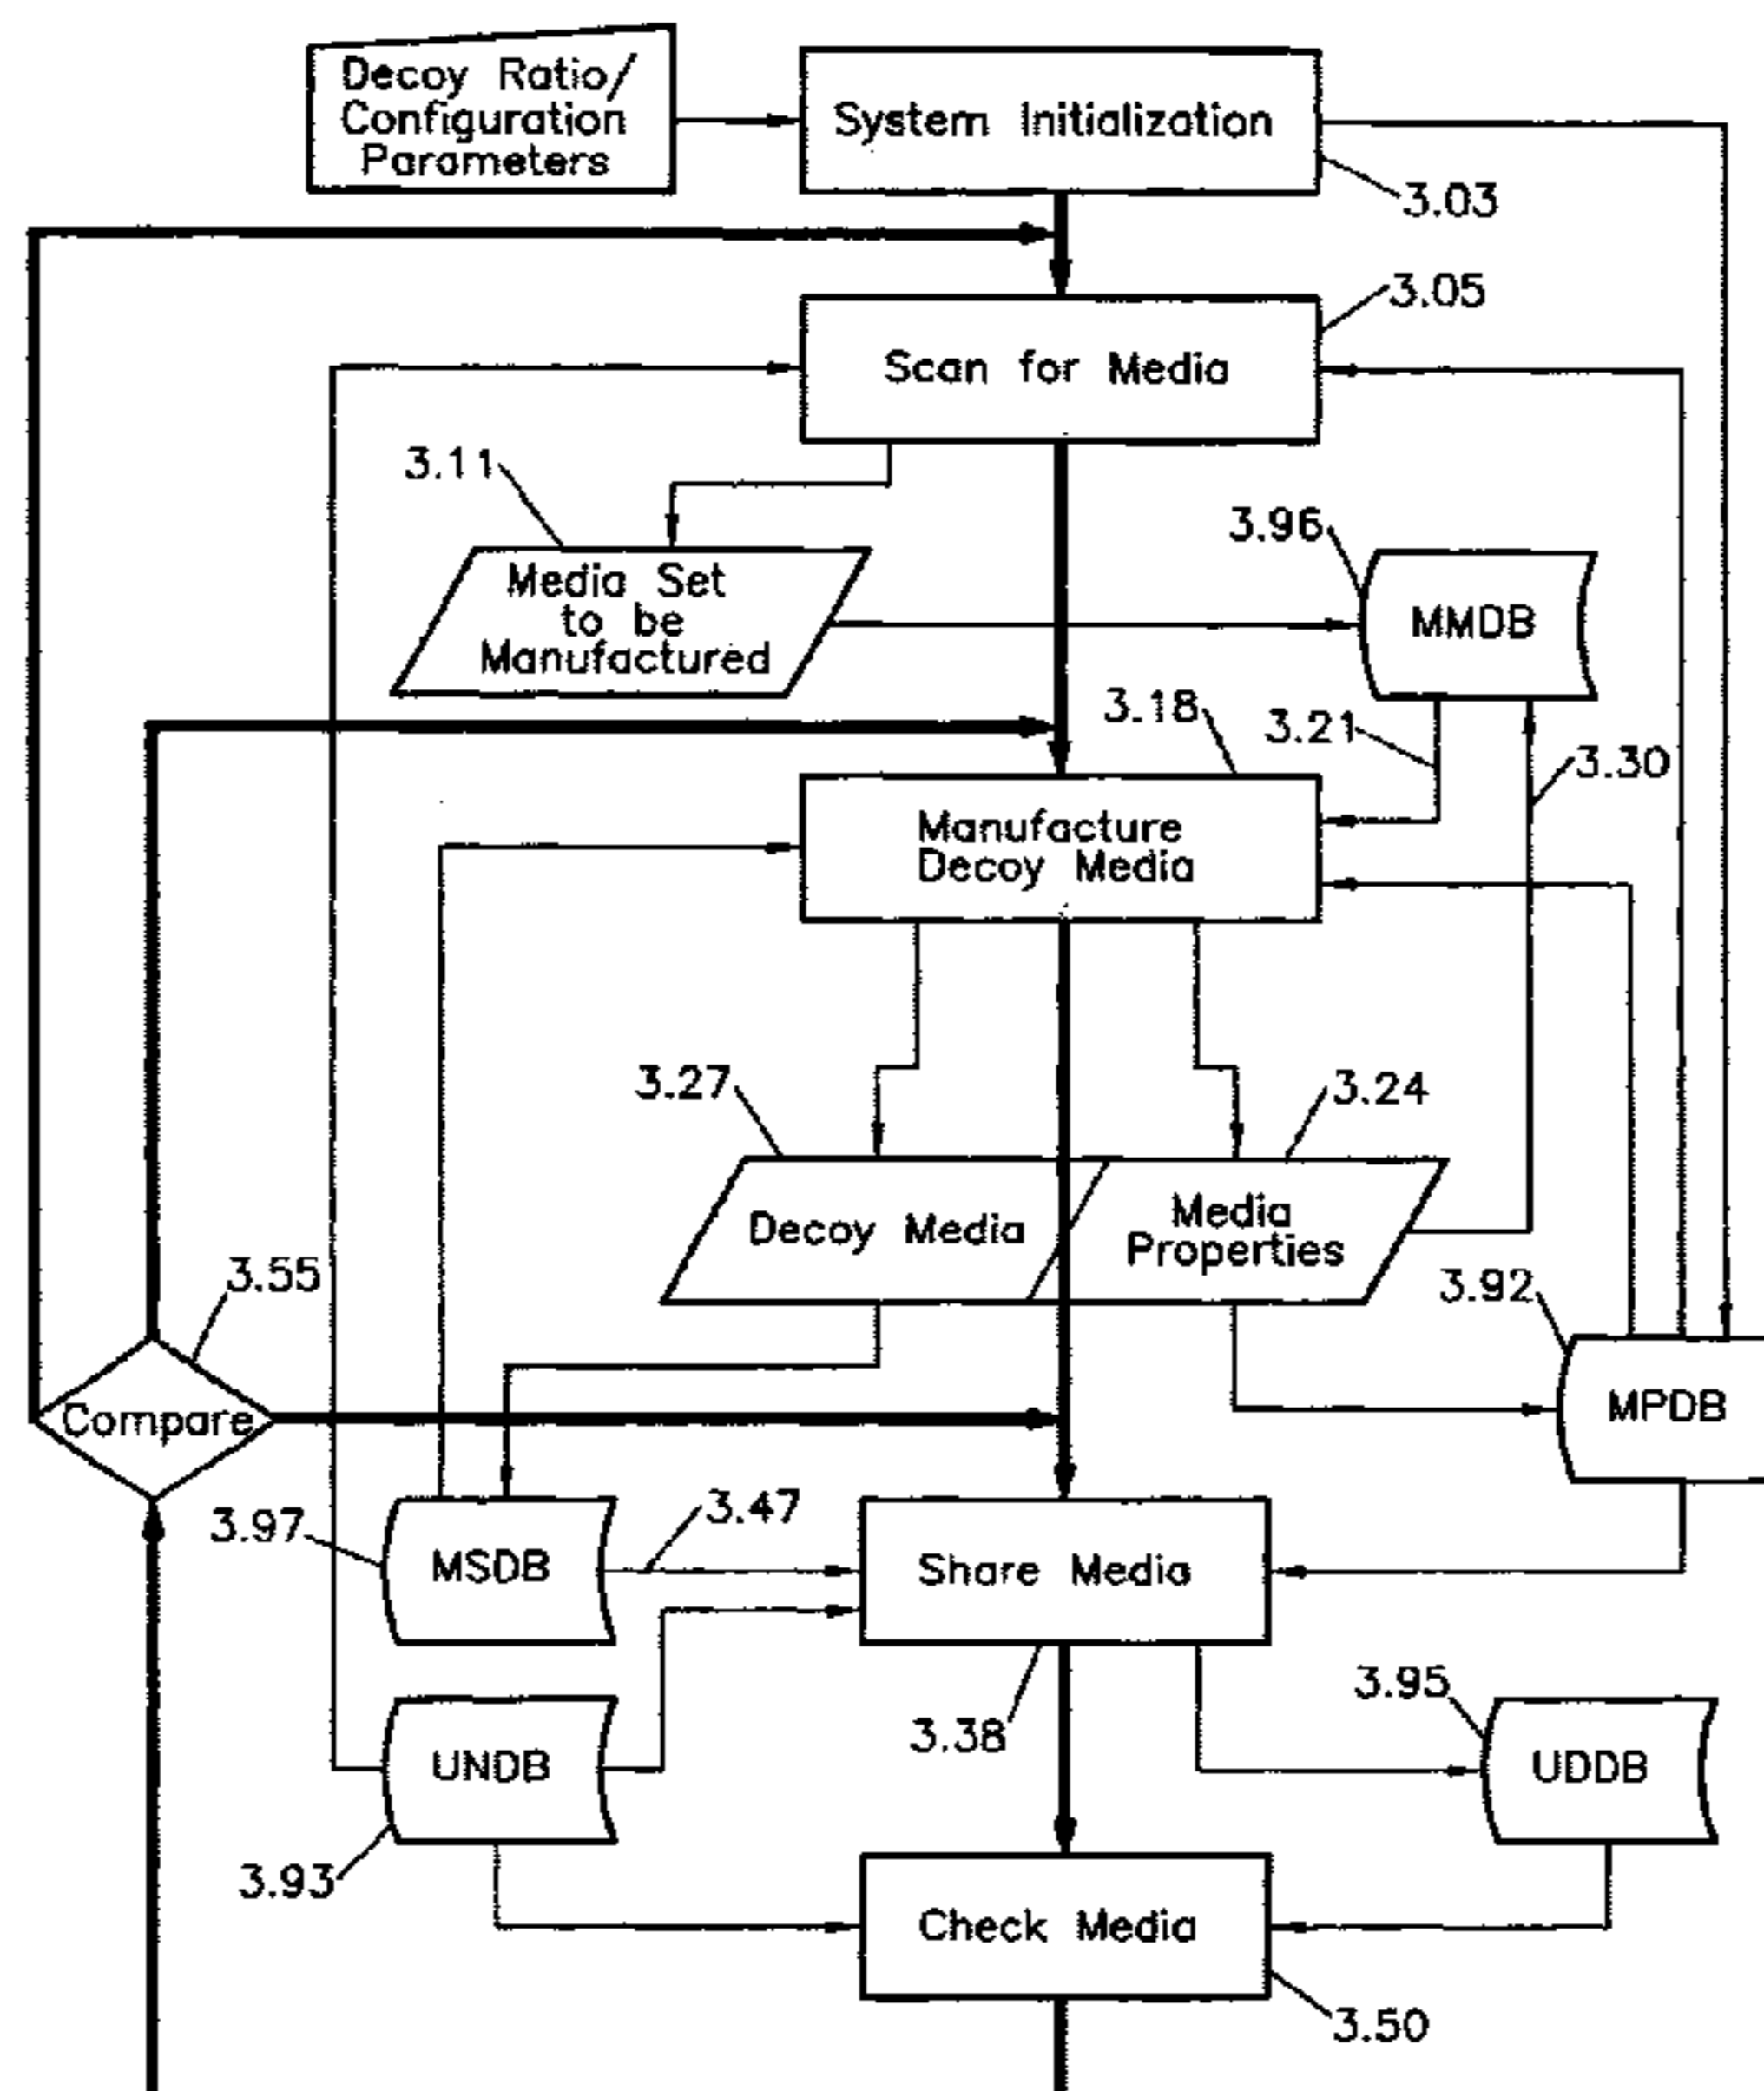 Decoy Ratio/
Configuration
Parameters
System Initialization
3.03
3.05
Scan for Media
3.11
3.96
Media Set
to be
Manufactured
MMDB
3.18
3.21
3.30
Manufacture
Decoy Media
3.27
3.24
Decoy Media
Media
Properties
3.55
3.92
Compare
MPDB
3.97
3.47
MSDB
Share Media
3.38
3.95
UNDB
UDDB
3.93
Check Media
3.50